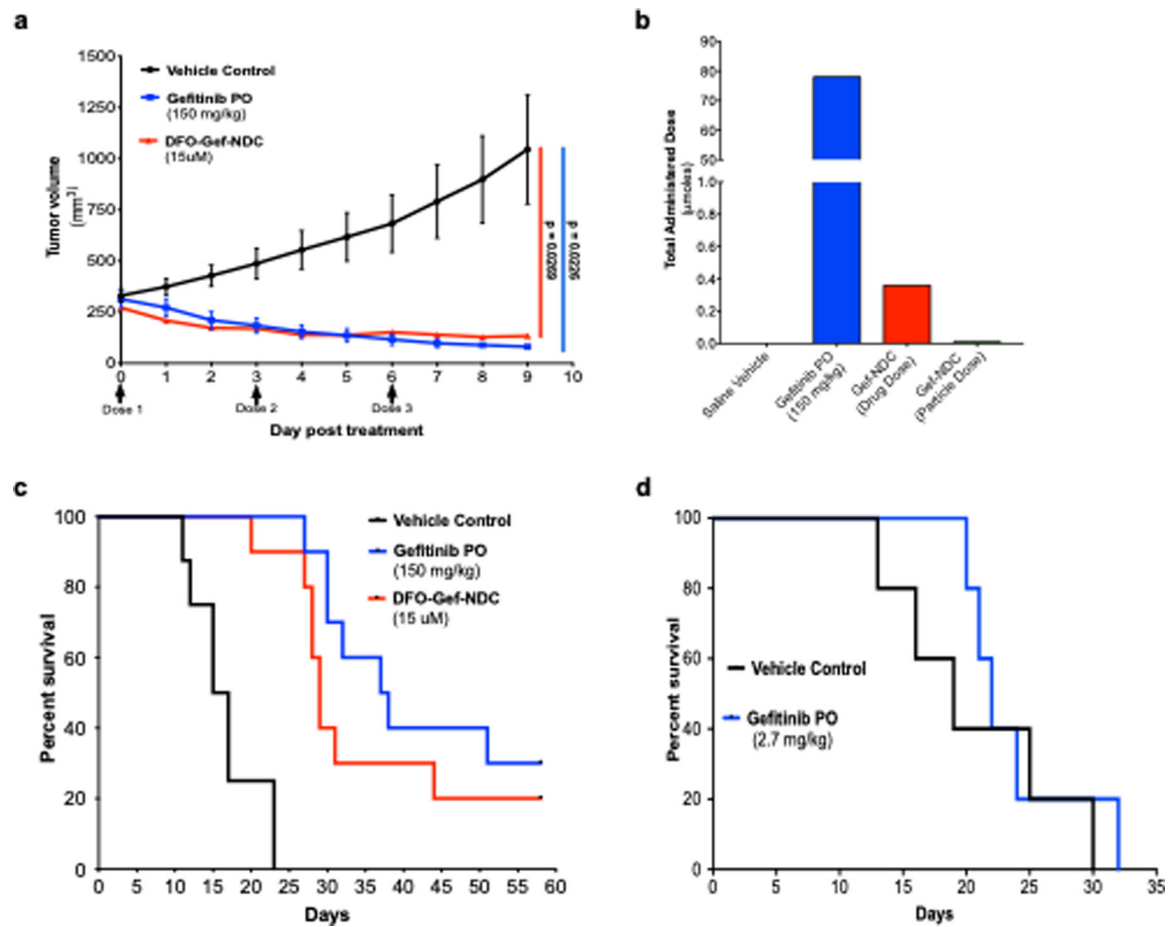 a
1500
1250
1000
750
500
250
0
Tumor volume
(mm³)
Vehicle Control
Gefitinib PO
(150 mg/kg)
DFO-Gef-NDC
(15uM)
p = 0.0269
p = 0.0226
0 1 2 3 4 5 6 7 8 9 10
Dose 1 Dose 2 Dose 3
Day post treatment
b
90
80
70
60
50
1.0
0.8
0.6
0.4
0.2
0.0
Total Administered Dose
(µmoles)
Saline Vehicle
Gefitinib PO
(150 mg/kg)
Gef-NDC
(Drug Dose)
Gef-NDC
(Particle Dose)
c
100
80
60
40
20
0
Percent survival
Vehicle Control
Gefitinib PO
(150 mg/kg)
DFO-Gef-NDC
(15 uM)
0 5 10 15 20 25 30 35 40 45 50 55 60
Days
d
100
80
60
40
20
0
Percent survival
Vehicle Control
Gefitinib PO
(2.7 mg/kg)
0 5 10 15 20 25 30 35
Days